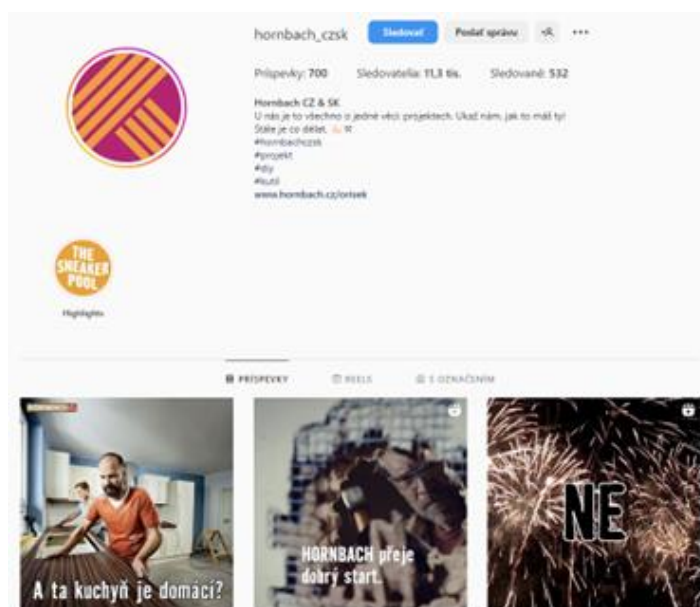 hornbach_czsk Sledovať Poslať správu
Príspevky: 700 Sledovatelia: 11,3 tis. Sledované: 532
Hornbach CZ & SK
U nás je to všechno o jedné věci: projektech. Ukaž nám, jak to máš ty!
Stále je co dělat.
#hornbachczsk
#projekt
#diy
#kutil
www.hornbach.cz/orisek
THE
SNEAKER
POOL
Highlights
PRÍSPEVKY REELS S OZNAČENÍM
HORNBACH
A ta kuchyň je domácí?
HORNBACH přeje
dobrý start.
NE